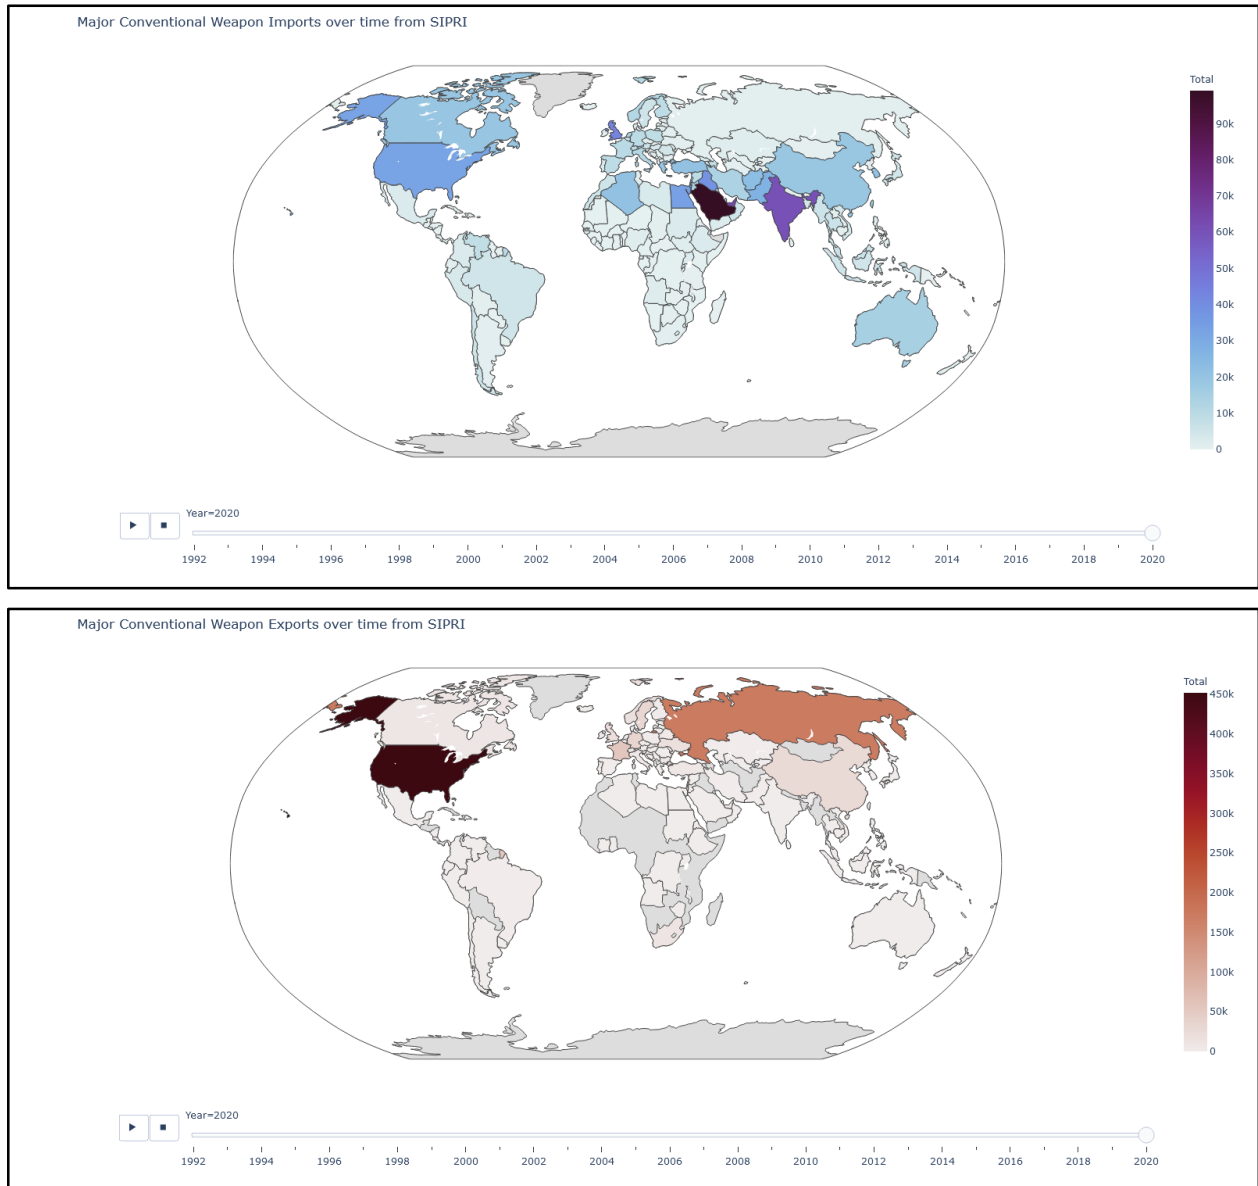 Major Conventional Weapon Imports over time from SIPRI
Total
90k
80k
70k
60k
50k
40k
30k
20k
10k
0
Year=2020
1992 1994 1996 1998 2000 2002 2004 2006 2008 2010 2012 2014 2016 2018 2020
Major Conventional Weapon Exports over time from SIPRI
Total
450k
400k
350k
300k
250k
200k
150k
100k
50k
0
Year=2020
1992 1994 1996 1998 2000 2002 2004 2006 2008 2010 2012 2014 2016 2018 2020